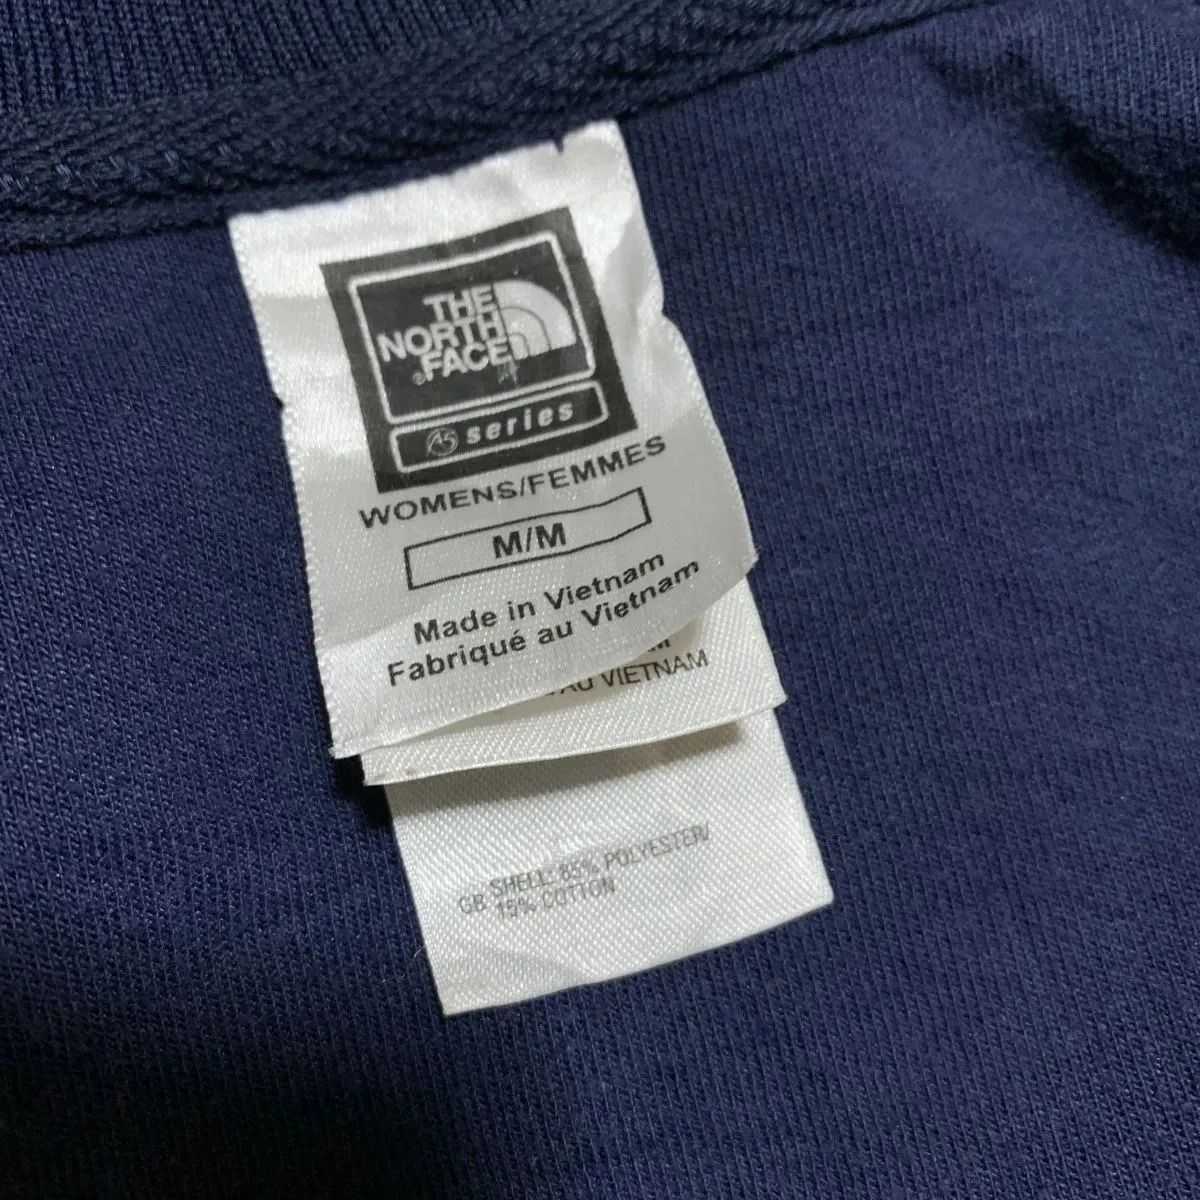 THE
NORTH
FACE
A5 series
WOMENS/FEMMES
M/M
Made in Vietnam
Fabriqué au Vietnam
AU VIETNAM
SHELL: 85% POLYESTER/
GB 15% COTTON